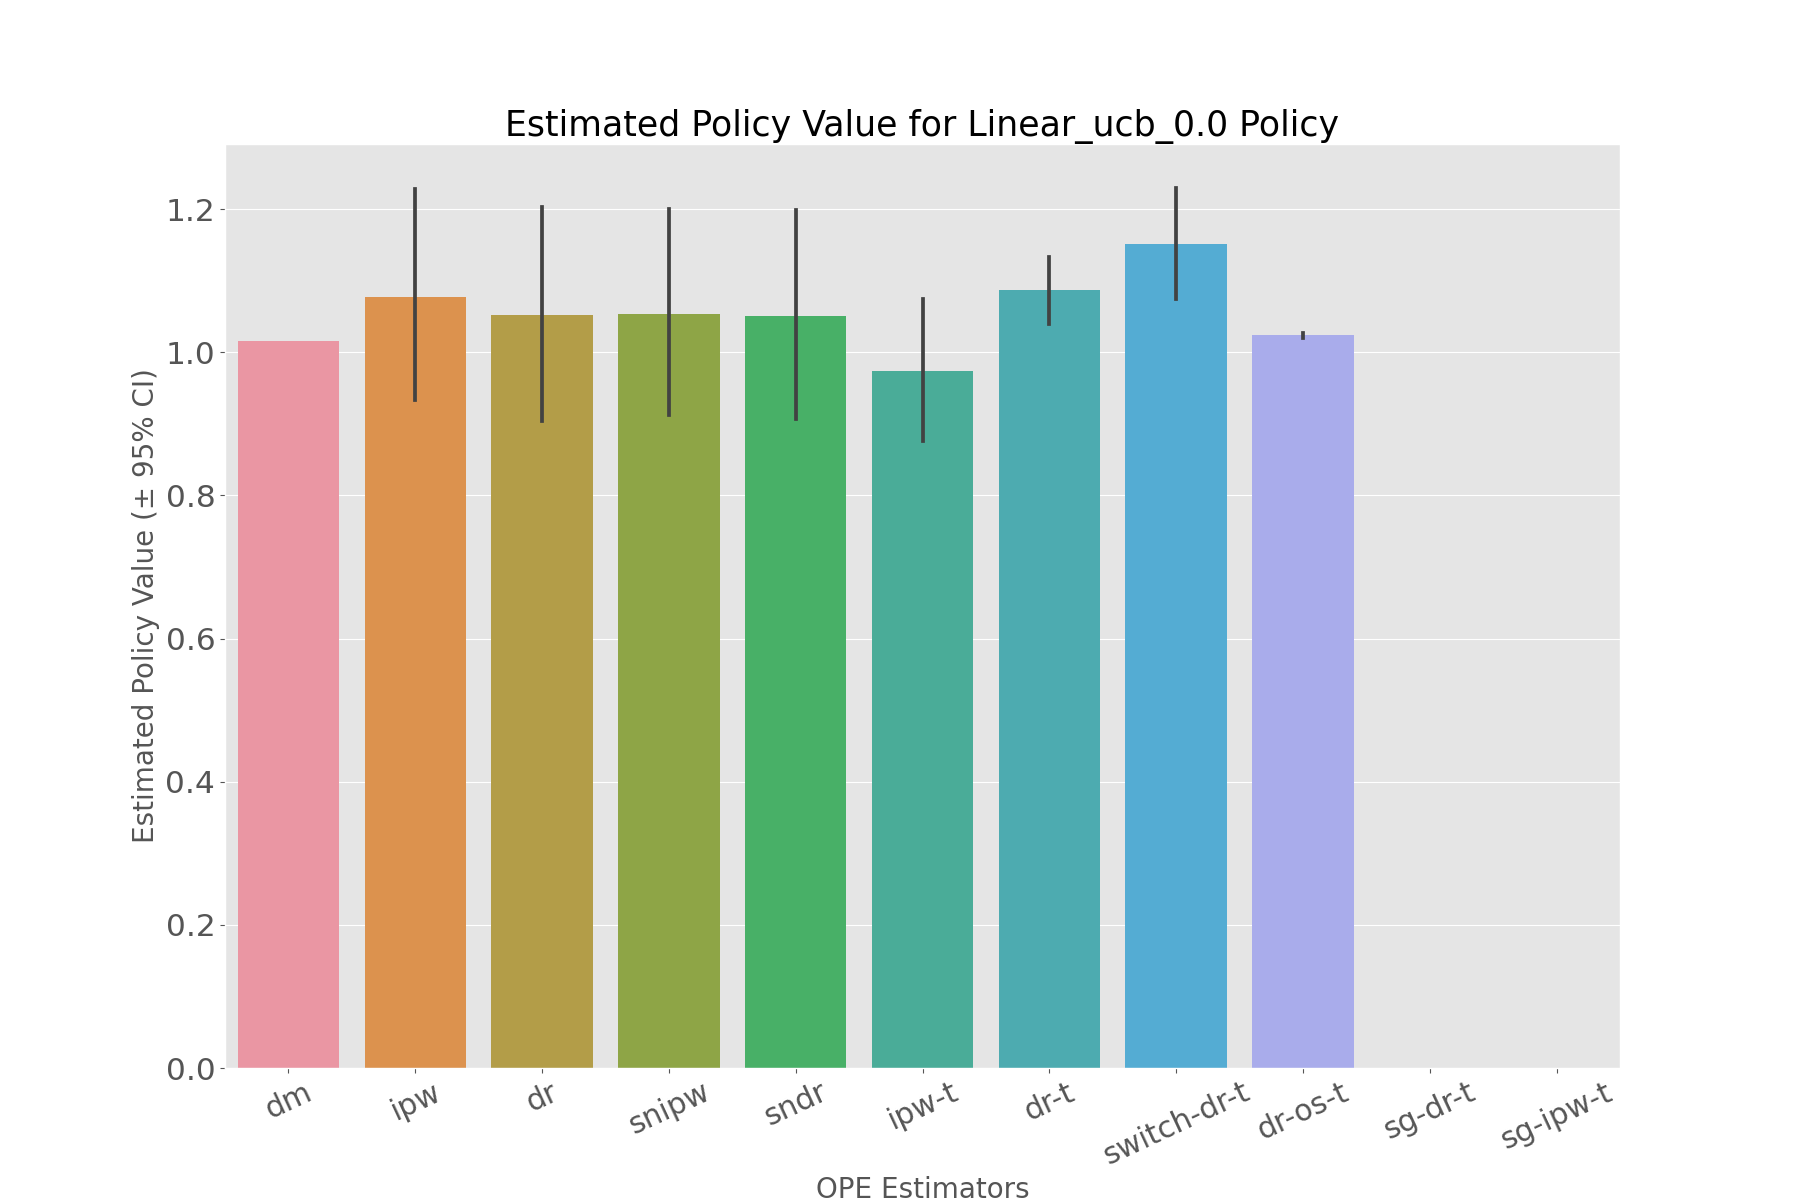 Estimated Policy Value for Linear_ucb_0.0 Policy
Estimated Policy Value (± 95% CI)
1.2
1.0
0.8
0.6
0.4
0.2
0.0
dm
ipw
dr
snipw
sndr
ipw-t
dr-t
switch-dr-t
dr-os-t
sg-dr-t
sg-ipw-t
OPE Estimators